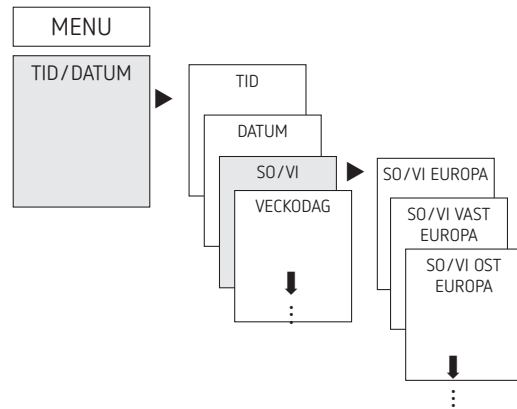 MENU
TID/DATUM
TID
DATUM
SO/VI
VECKODAG
SO/VI EUROPA
SO/VI VAST
EUROPA
SO/VI OST
EUROPA